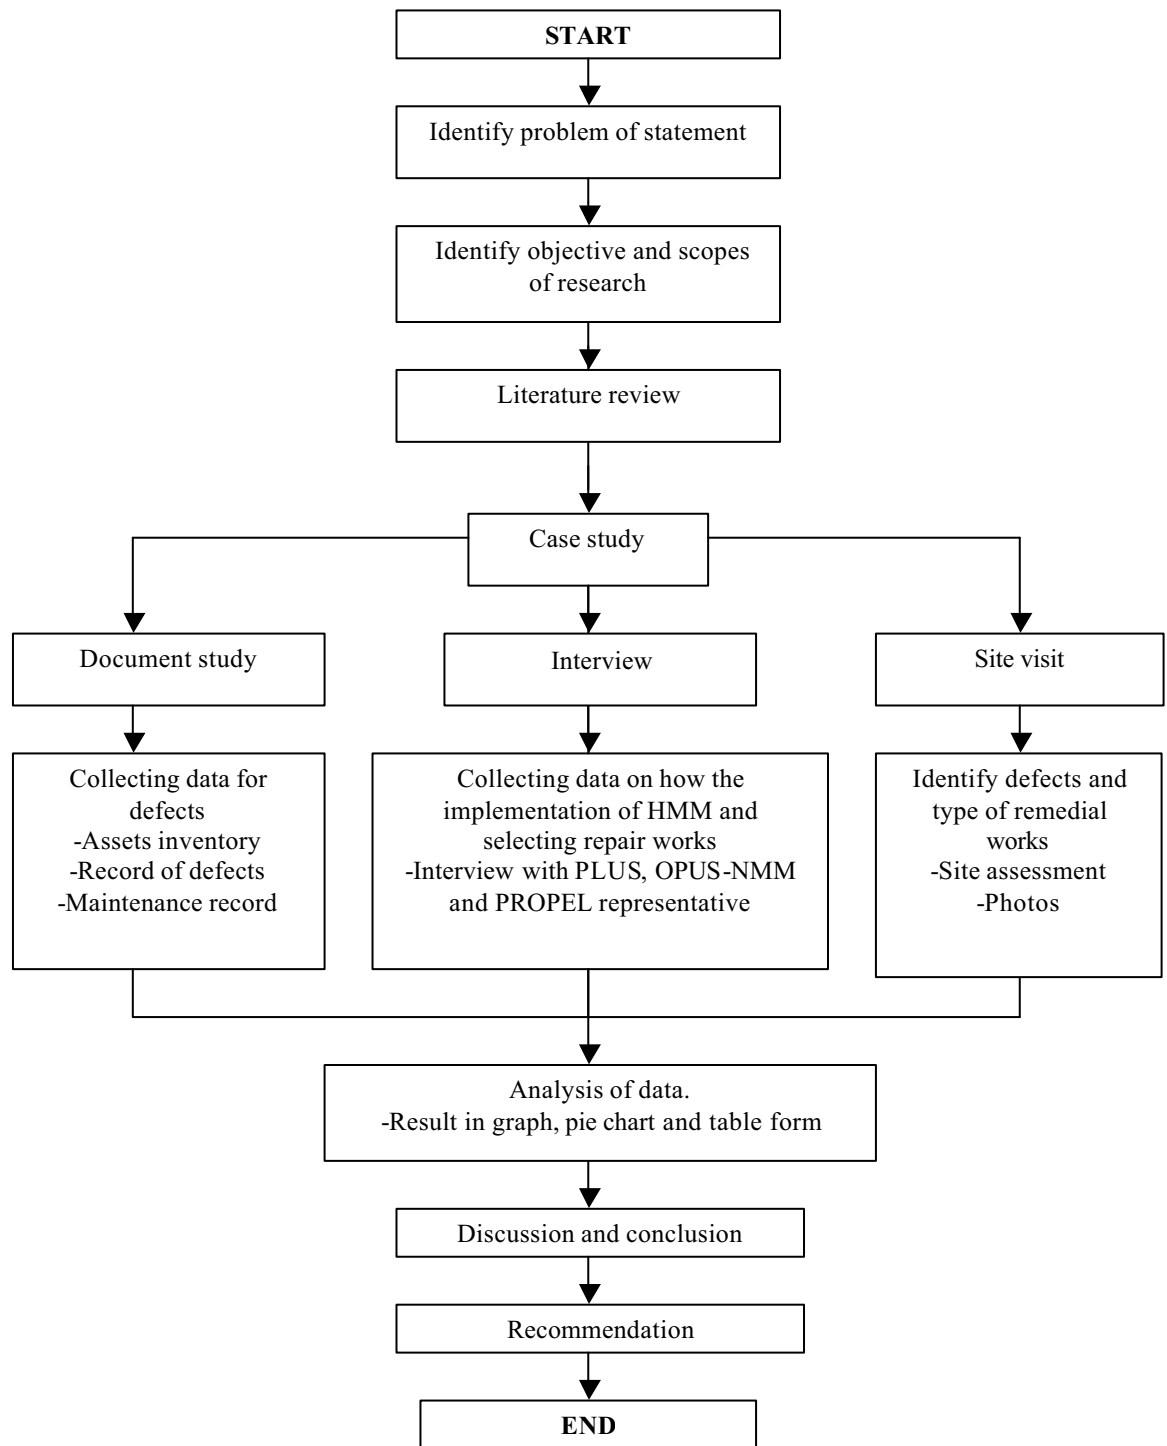 START
Identify problem of statement
Identify objective and scopes
of research
Literature review
Case study
Document study
Interview
Site visit
Collecting data for
defects
-Assets inventory
-Record of defects
-Maintenance record
Collecting data on how the
implementation of HMM and
selecting repair works
-Interview with PLUS, OPUS-NMM
and PROPEL representative
Identify defects and
type of remedial
works
-Site assessment
-Photos
Analysis of data.
-Result in graph, pie chart and table form
Discussion and conclusion
Recommendation
END